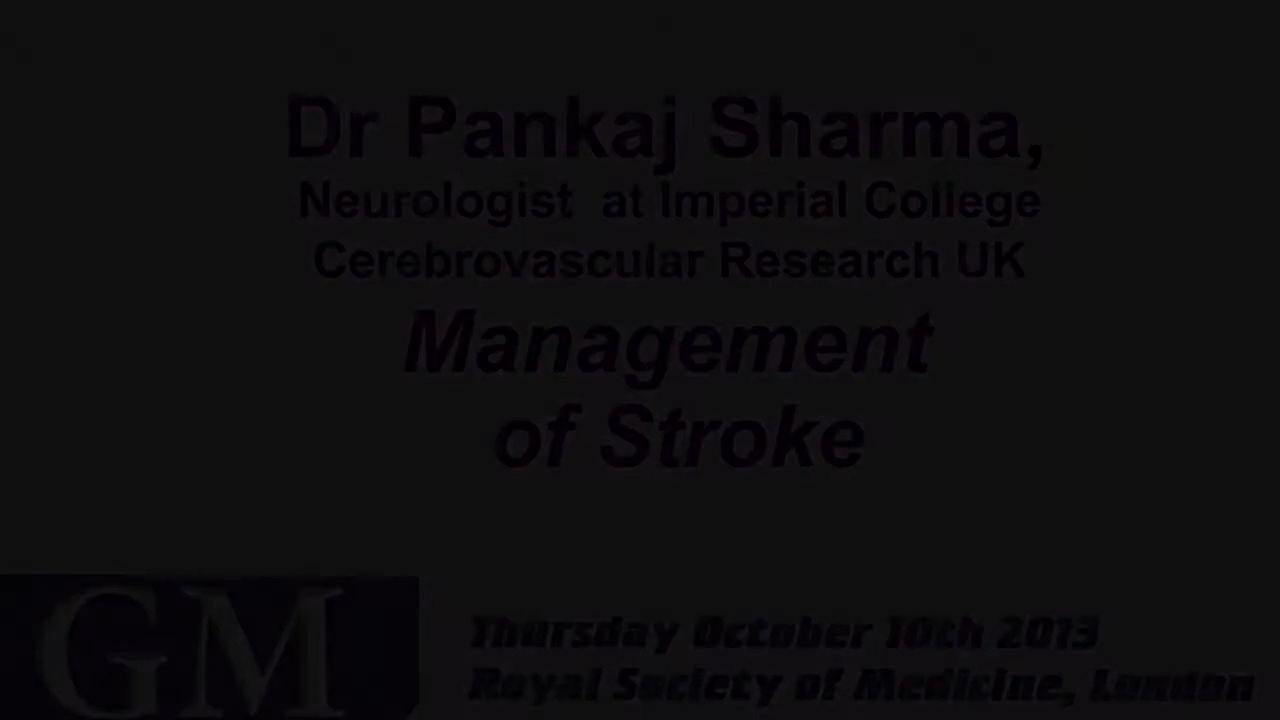 Dr Pankaj Sharma,
Neurologist at Imperial College
Cerebrovascular Research UK
Management
of Stroke
GM
Thursday October 10th 2013
Royal Society of Medicine, London